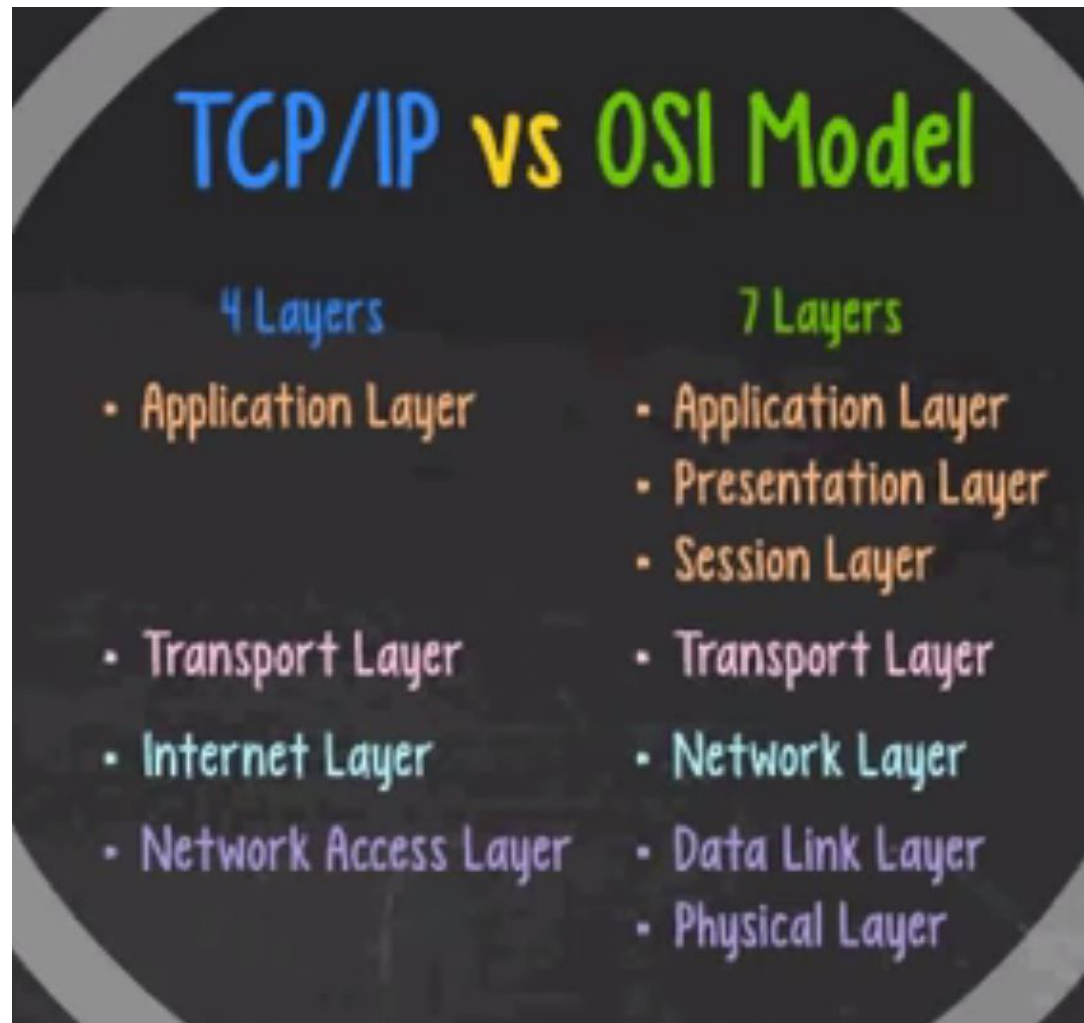 TCP/IP vs OSI Model
4 Layers
• Application Layer
• Transport Layer
• Internet Layer
• Network Access Layer
7 Layers
• Application Layer
• Presentation Layer
• Session Layer
• Transport Layer
• Network Layer
• Data Link Layer
• Physical Layer